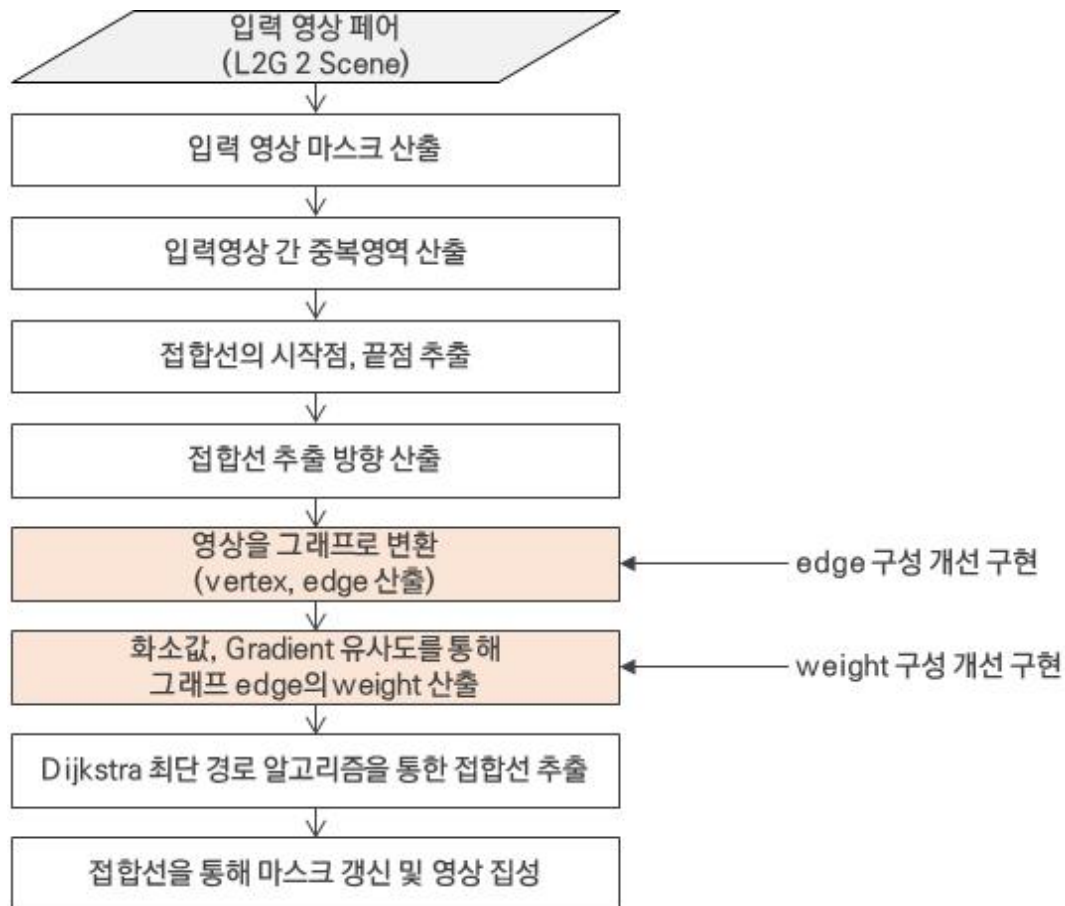 입력 영상 페어
(L2G 2 Scene)
입력 영상 마스크 산출
입력영상 간 중복영역 산출
접합선의 시작점, 끝점 추출
접합선 추출 방향 산출
영상을 그래프로 변환
(vertex, edge 산출)
edge 구성 개선 구현
화소값, Gradient 유사도를 통해
그래프 edge의 weight 산출
weight 구성 개선 구현
Dijkstra 최단 경로 알고리즘을 통한 접합선 추출
접합선을 통해 마스크 갱신 및 영상 집성